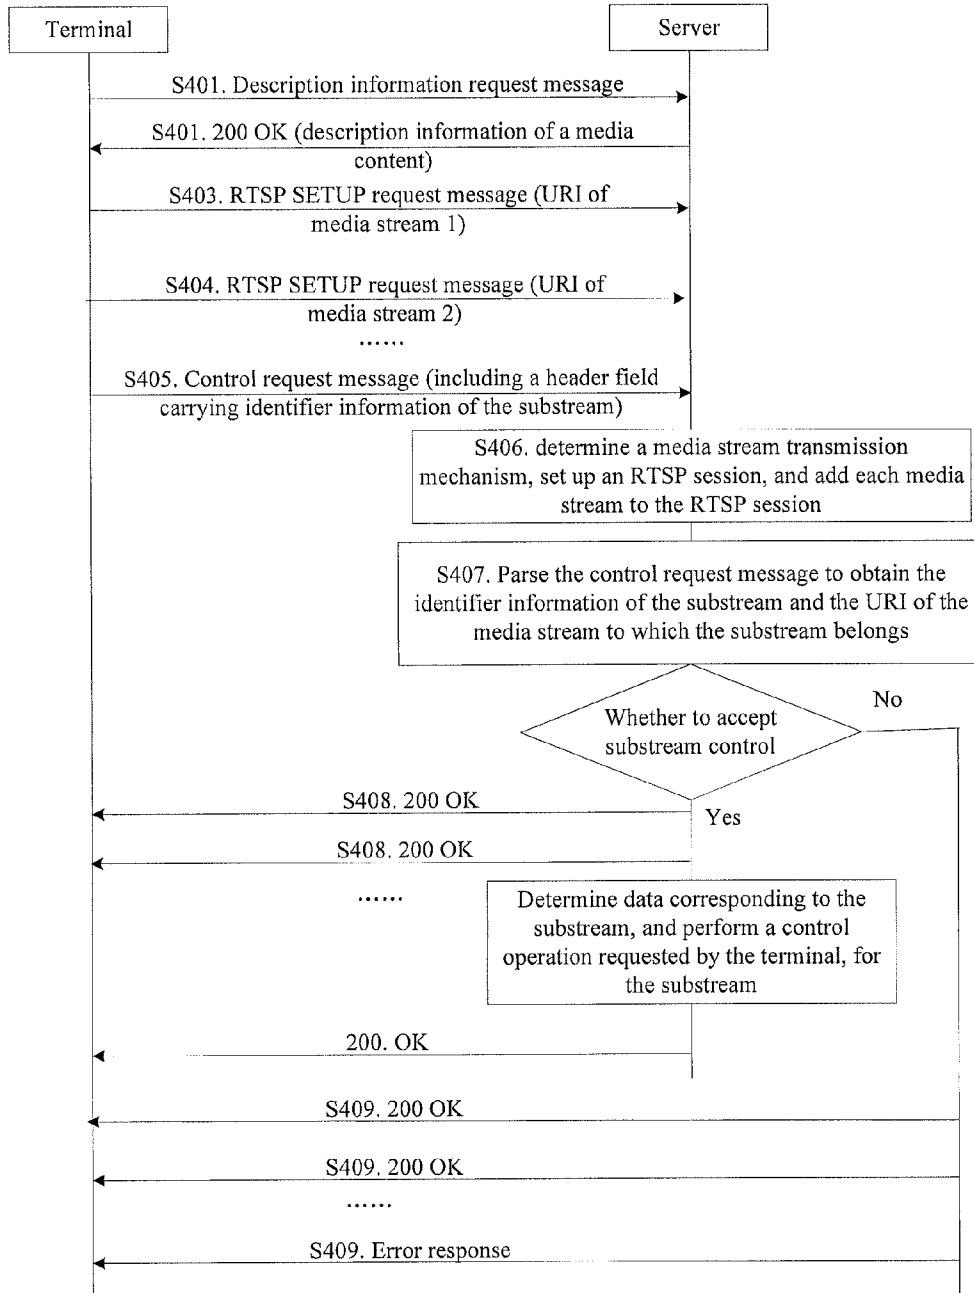 Terminal
Server
S401. Description information request message
S401. 200 OK (description information of a media
content)
S403. RTSP SETUP request message (URI of
media stream 1)
S404. RTSP SETUP request message (URI of
media stream 2)
......
S405. Control request message (including a header field
carrying identifier information of the substream)
S406. determine a media stream transmission
mechanism, set up an RTSP session, and add each media
stream to the RTSP session
S407. Parse the control request message to obtain the
identifier information of the substream and the URI of the
media stream to which the substream belongs
Whether to accept
substream control
No
Yes
S408. 200 OK
S408. 200 OK
......
Determine data corresponding to the
substream, and perform a control
operation requested by the terminal, for
the substream
200. OK
S409. 200 OK
S409. 200 OK
......
S409. Error response